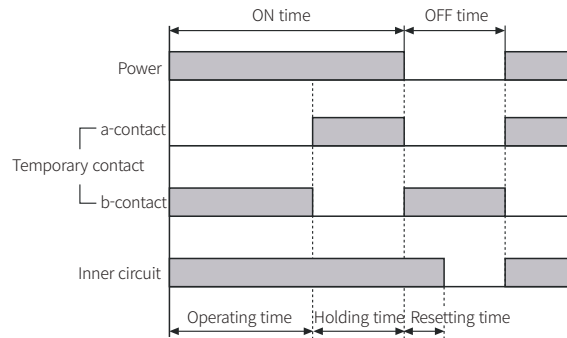 ON time
OFF time
Power
a-contact
Temporary contact
b-contact
Inner circuit
Operating time
Holding time
Resetting time